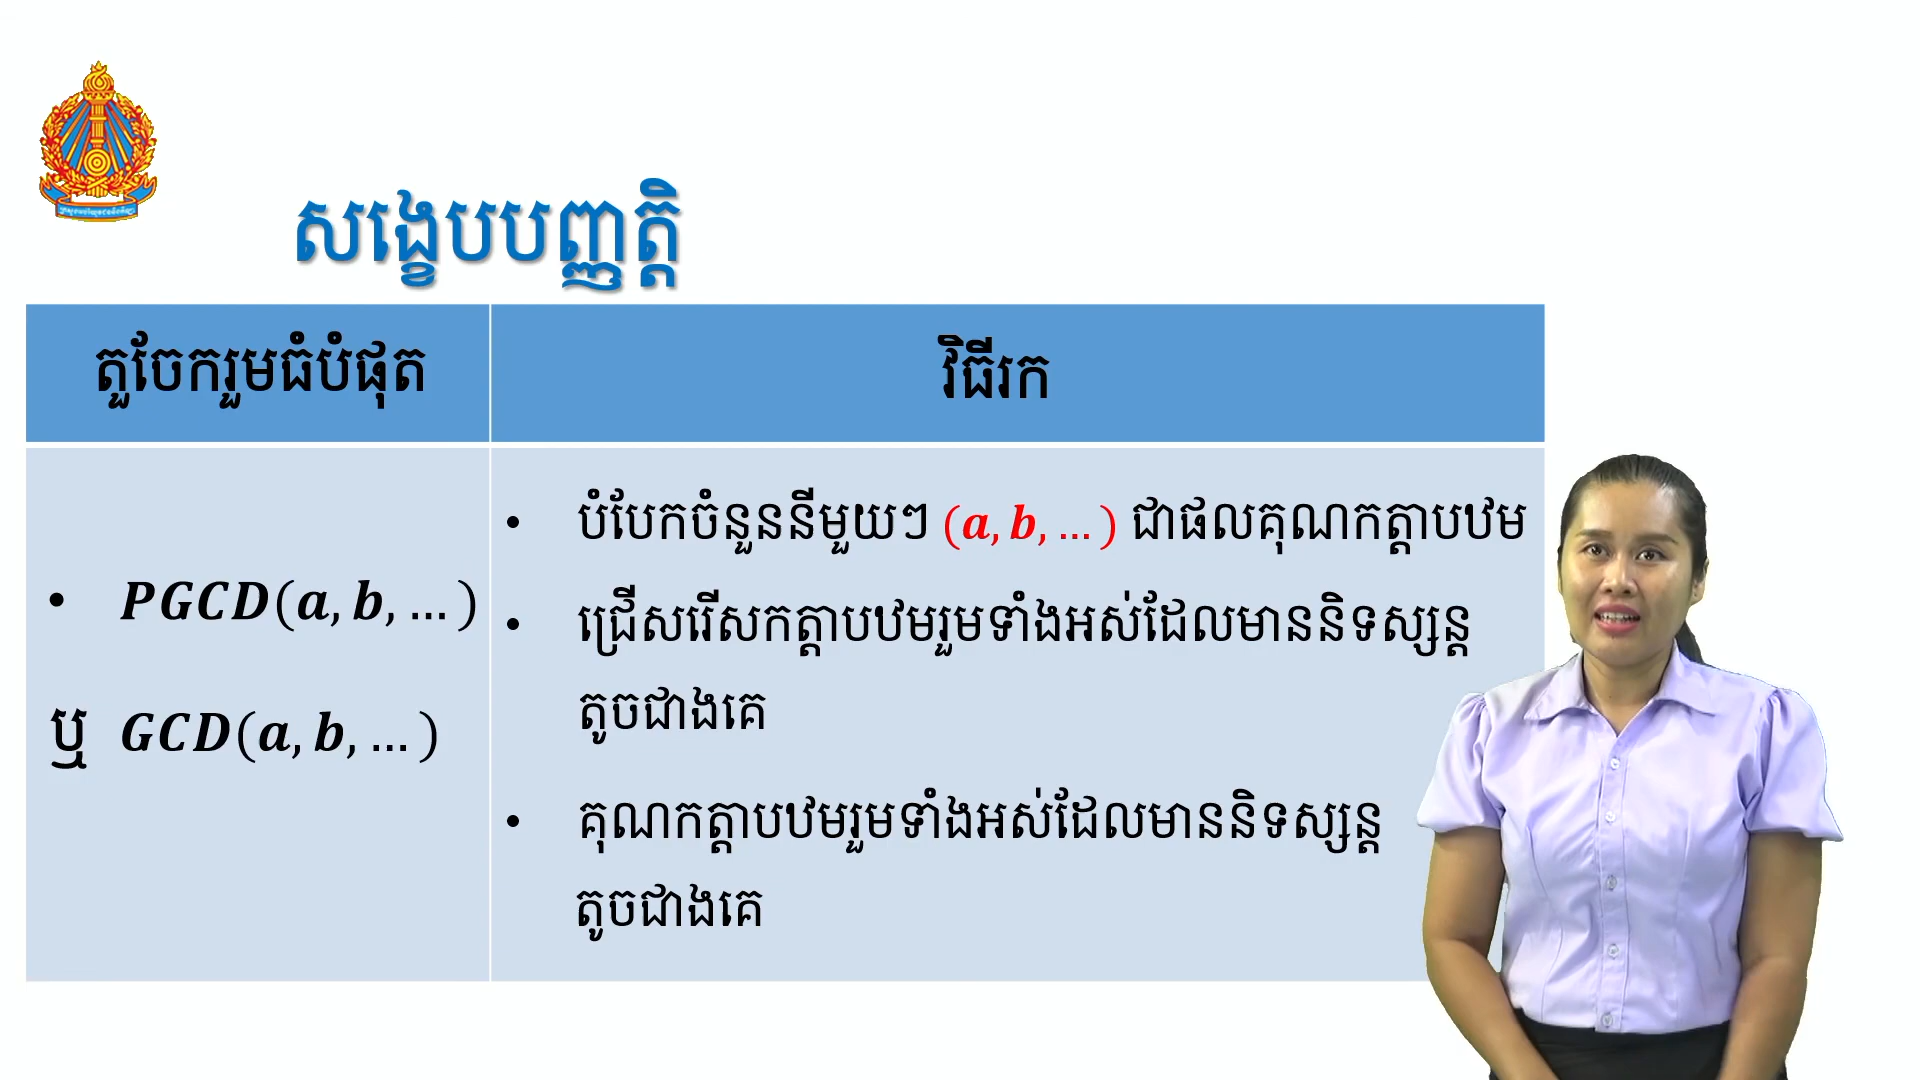 សង្ខេបបញ្ញត្តិ
តួចែករួមធំបំផុត
វិធីរក
• PGCD(a, b, … )
ឬ GCD(a, b, … )
• បំបែកចំនួននីមួយៗ (a, b, … ) ជាផលគុណកត្តាបឋម
• ជ្រើសរើសកត្តាបឋមរួមទាំងអស់ដែលមាននិទស្សន្ត
តូចជាងគេ
• គុណកត្តាបឋមរួមទាំងអស់ដែលមាននិទស្សន្ត
តូចជាងគេ